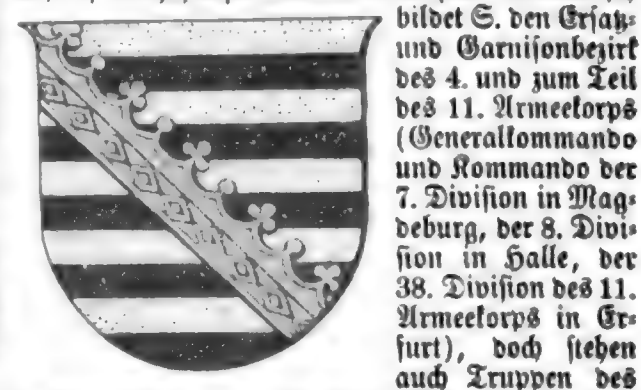 bildet S. den Ersatz-
und Garnisonbezirk
des 4. und zum Teil
des 11. Armeekorps
(Generalkommando
und Kommando der
7. Division in Mag-
deburg, der 8. Divi-
sion in Halle, der
38. Division des 11.
Armeekorps in Er-
furt), doch stehen
auch Truppen des